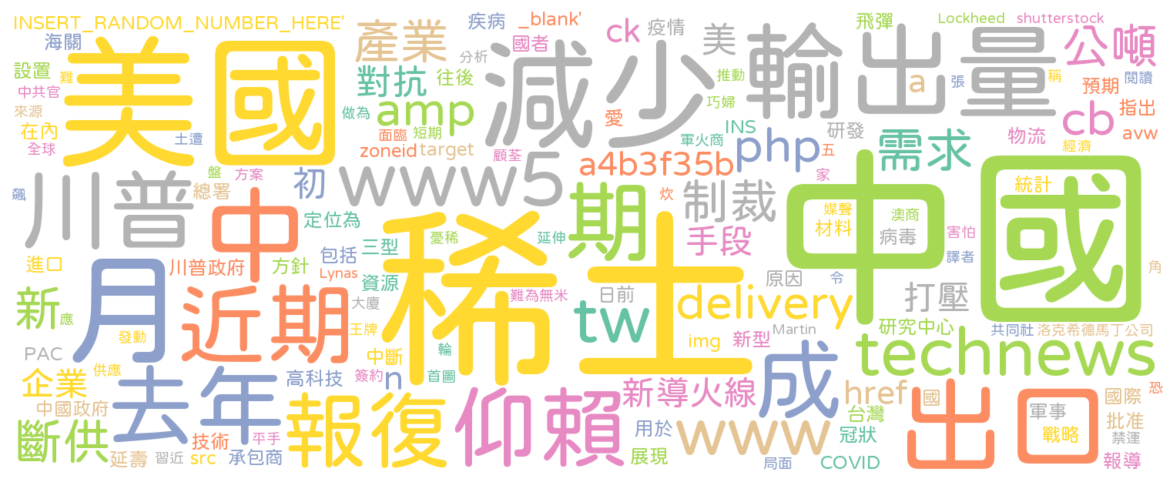 INSERT_RANDOM_NUMBER_HERE'
疾病
_blank'
ck
疫情
美
飛彈
Lockheed
shutterstock
海關
美國
產業
國者
分析
減少
輸出量
公噸
設置
難
對抗
往後
推動
a
張
稱
預期
閱讀
中共官
來源
做為
amp
巧婦
愛
cb
指出
在內
土遭
面臨
短期
軍火商
INS
研發
需求
物流
avw
全球
zoneid
target
顧荃
a4b3f35b
php
五
經濟
飆
川普
盤
方案
總署
初
www5
炊
家
中國
統計
中
定位為
期
制裁
媒聲
澳商
材料
病毒
害怕
譯者
進口
月
川普政府
方針
三型
包括
憂稀
延伸
手段
稀土
角
新
應
近期
Lynas
資源
大廈
難為無米
日前
原因
令
打壓
發動
王牌
tw
delivery
研究中心
共同社
洛克希德馬丁公司
PAC
供應
中斷
輪
img
新型
Martin
technews
企業
去年
高科技
簽約
n
首圖
新導火線
成
href
國
國際
恐
中國政府
報復
仰賴
www
台灣
出口
軍事
批准
斷供
技術
平手
用於
冠狀
戰略
禁運
延壽
習近
src
承包商
展現
局面
COVID
報導